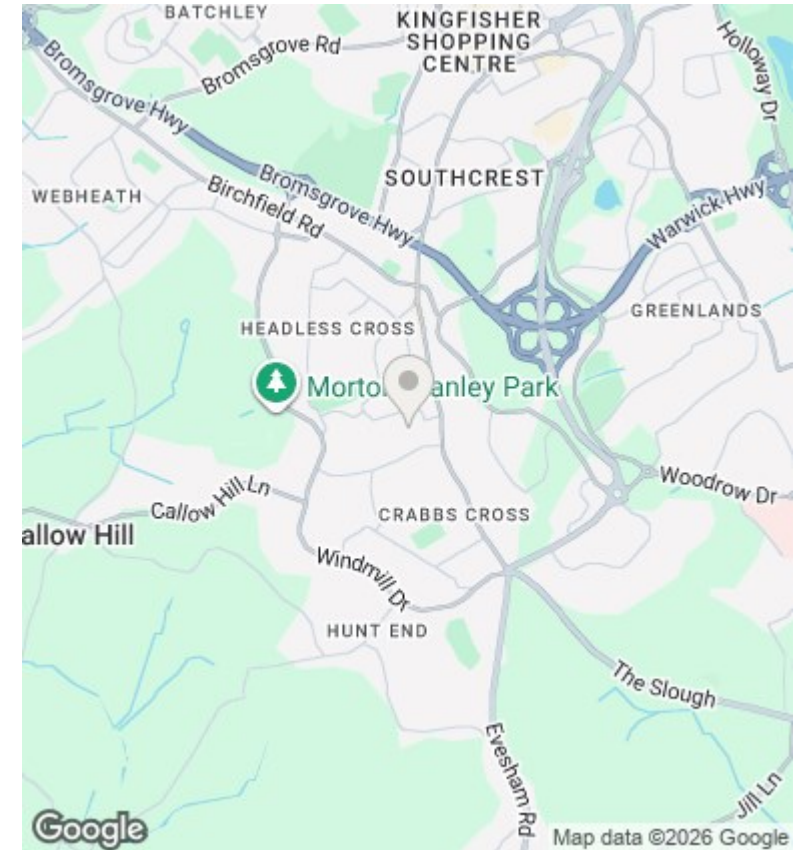 BATCHLEY
KINGFISHER
SHOPPING
CENTRE
Bromsgrove Rd
Holloway Dr
Bromsgrove Hwy
WEBHEATH
Birchfield Rd
Bromsgrove Hwy
SOUTHCREST
Warwick Hwy
GREENLANDS
HEADLESS CROSS
Morto anley Park
Callow Hill Ln
Woodrow Dr
CRABBS CROSS
allow Hill
Windmill Dr
HUNT END
The Slough
Evesham Rd
Jill Ln
Google
Map data ©2026 Google